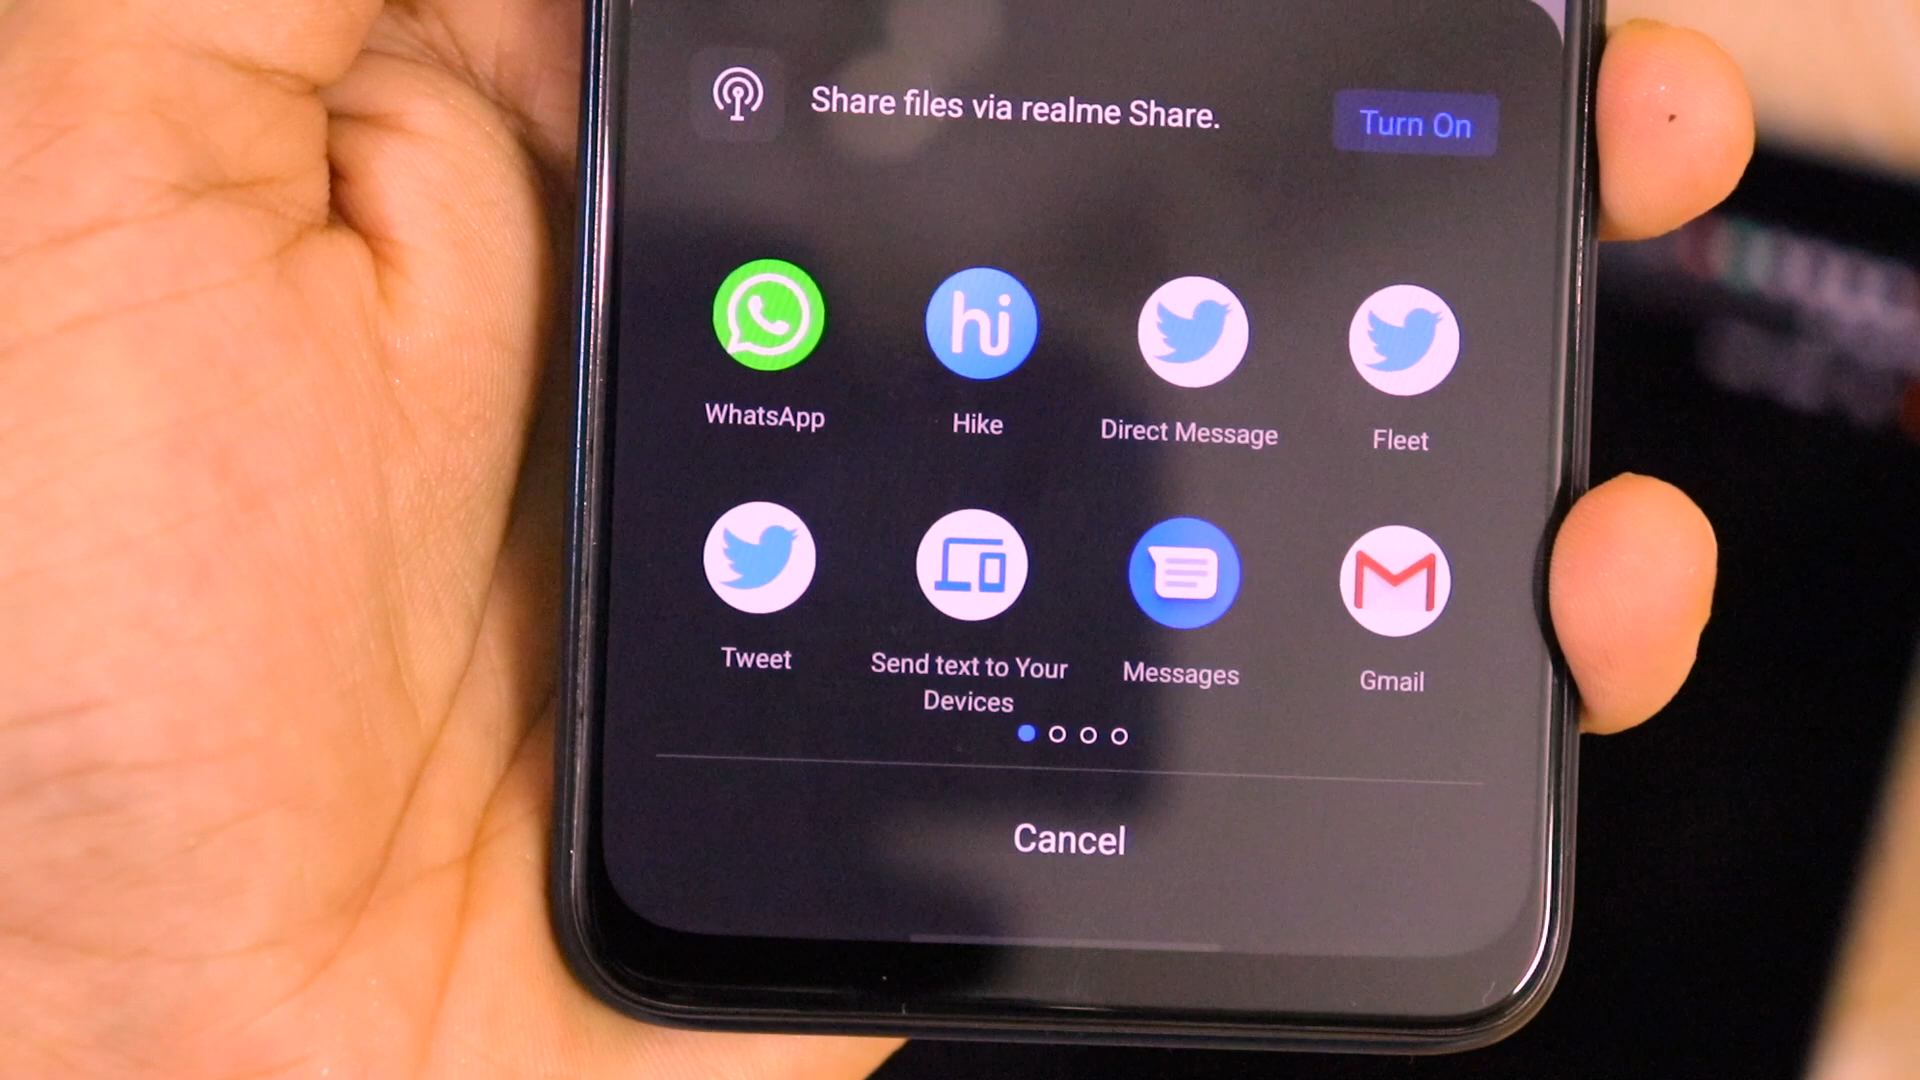 Share files via realme Share.
Turn On
hi
WhatsApp
Hike
Direct Message
Fleet
Tweet
Send text to Your
Devices
Messages
Gmail
Cancel